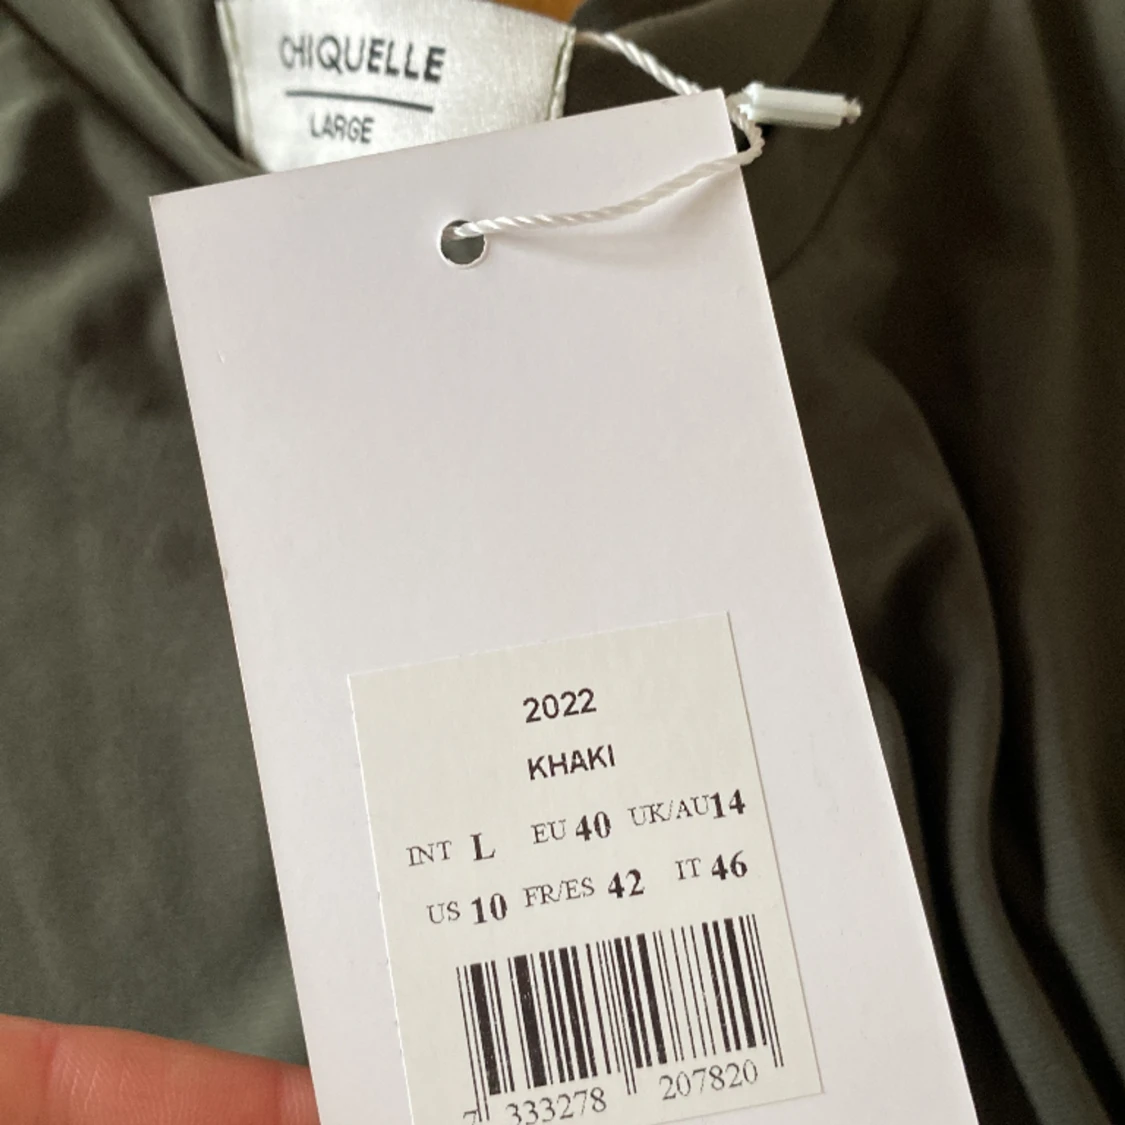 CHIQUELLE
LARGE
2022
KHAKI
INT L EU 40 UK/AU 14
US 10 FR/ES 42 IT 46
7 333278 207820